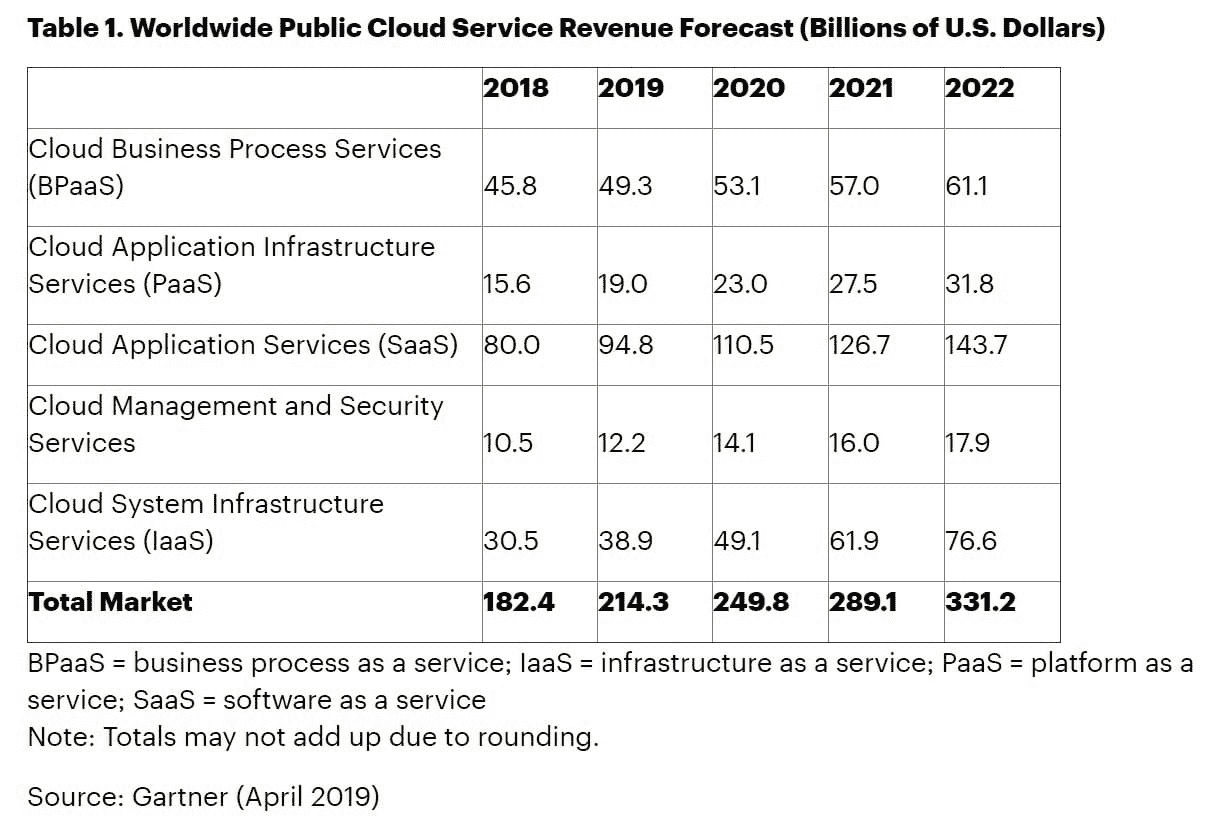 Table 1. Worldwide Public Cloud Service Revenue Forecast (Billions of U.S. Dollars)
2018 2019 2020 2021 2022
Cloud Business Process Services
(BPaaS) 45.8 49.3 53.1 57.0 61.1
Cloud Application Infrastructure
Services (PaaS) 15.6 19.0 23.0 27.5 31.8
Cloud Application Services (SaaS) 80.0 94.8 110.5 126.7 143.7
Cloud Management and Security
Services 10.5 12.2 14.1 16.0 17.9
Cloud System Infrastructure
Services (IaaS) 30.5 38.9 49.1 61.9 76.6
Total Market 182.4 214.3 249.8 289.1 331.2
BPaaS = business process as a service; IaaS = infrastructure as a service; PaaS = platform as a
service; SaaS = software as a service
Note: Totals may not add up due to rounding.
Source: Gartner (April 2019)